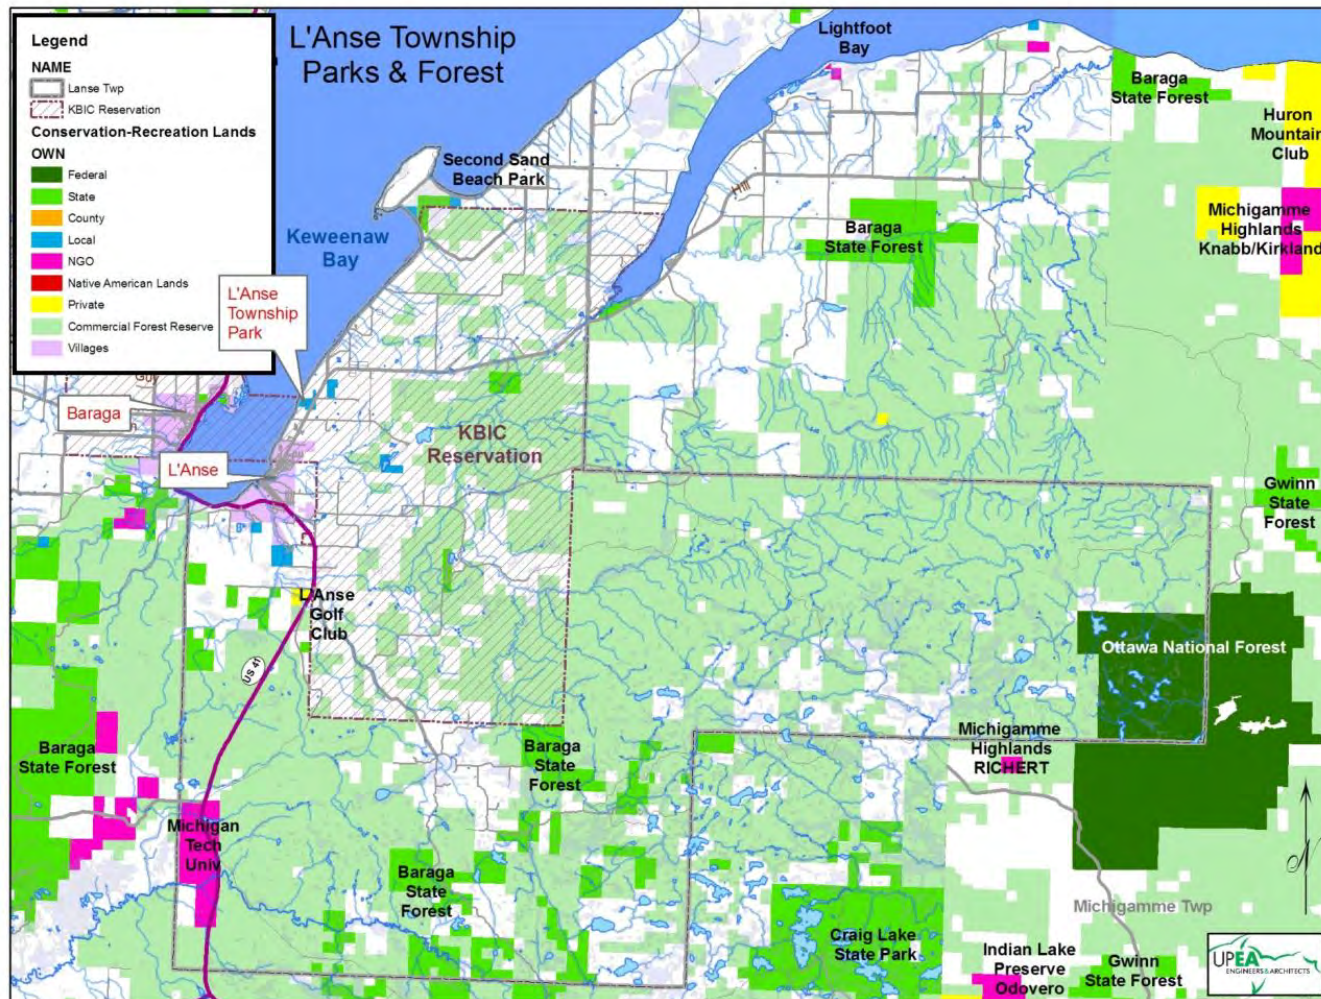 L'Anse Township
Parks & Forest
Legend
NAME
Lanse Twp
KBIC Reservation
Conservation-Recreation Lands
OWN
Federal
State
County
Local
NGO
Native American Lands
Private
Commercial Forest Reserve
Villages
Lightfoot
Bay
Baraga
State Forest
Huron
Mountain
Club
Second Sand
Beach Park
Hill
Michigamme
Highlands
Knabb/Kirkland
Baraga
State Forest
Keweenaw
Bay
L'Anse
Township
Park
Guy
Baraga
L'Anse
KBIC
Reservation
Gwinn
State
Forest
L'Anse
Golf
Club
US 41
Ottawa National Forest
Michigamme
Highlands
RICHERT
Baraga
State Forest
Baraga
State
Forest
Michigan
Tech
Univ
Baraga
State
Forest
Michigamme Twp
Craig Lake
State Park
Indian Lake
Preserve
Odovero
Gwinn
State Forest
N
UPEA
ENGINEERS & ARCHITECTS